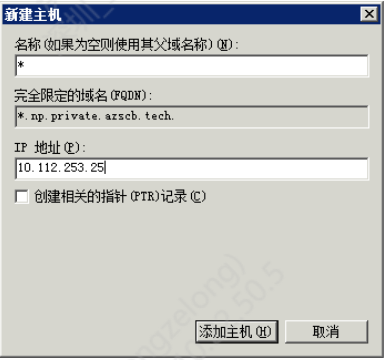 新建主机
名称(如果为空则使用其父域名称)(N):
*
完全限定的域名(FQDN):
*.np.private.azscb.tech.
IP 地址(P):
10.112.253.25
创建相关的指针(PTR)记录(C)
添加主机(H) 取消